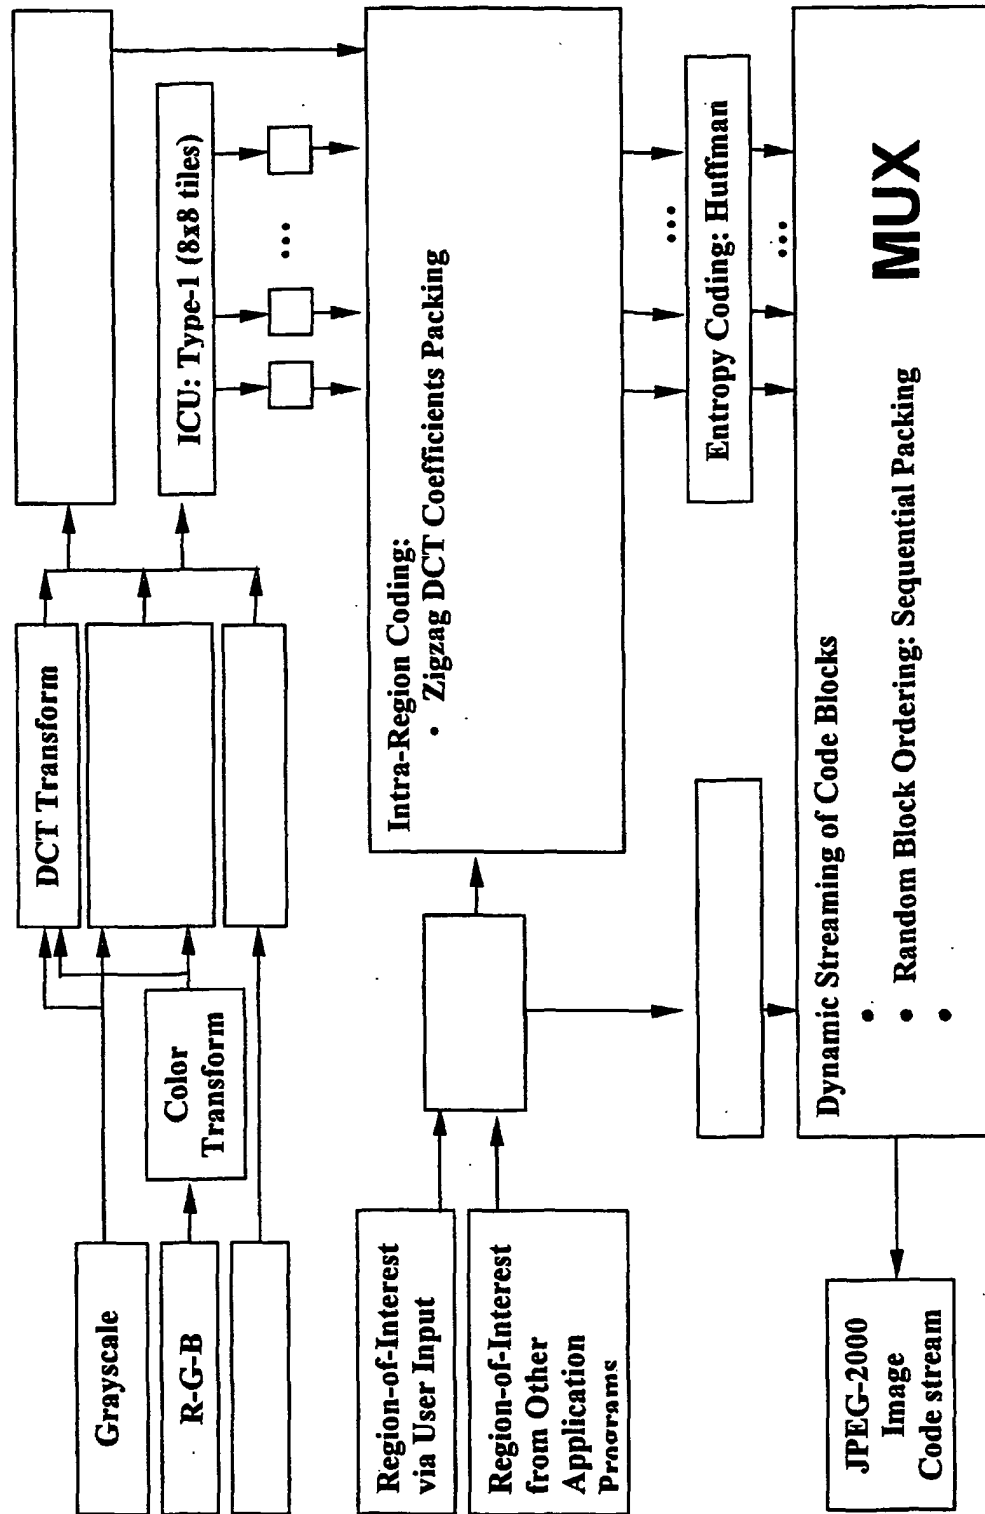 Grayscale
R-G-B
Color
Transform
DCT Transform
ICU: Type-1 (8x8 tiles)
...
Region-of-Interest
via User Input
Region-of-Interest
from Other
Application
Programs
Intra-Region Coding:
• Zigzag DCT Coefficients Packing
...
Entropy Coding: Huffman
...
Dynamic Streaming of Code Blocks
•
• Random Block Ordering: Sequential Packing
•
MUX
JPEG-2000
Image
Code stream